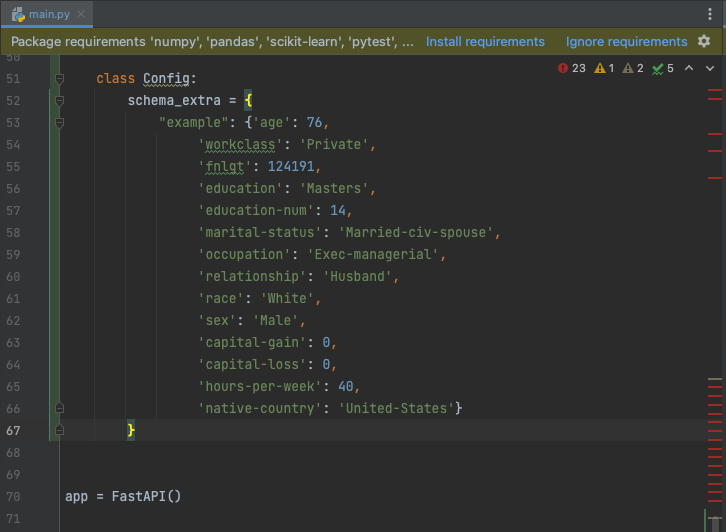 main.py
Package requirements 'numpy', 'pandas', 'scikit-learn', 'pytest', ... Install requirements Ignore requirements
50
23 1 2 5
51 class Config:
52 schema_extra = {
53 "example": {'age': 76,
54 'workclass': 'Private',
55 'fnlgt': 124191,
56 'education': 'Masters',
57 'education-num': 14,
58 'marital-status': 'Married-civ-spouse',
59 'occupation': 'Exec-managerial',
60 'relationship': 'Husband',
61 'race': 'White',
62 'sex': 'Male',
63 'capital-gain': 0,
64 'capital-loss': 0,
65 'hours-per-week': 40,
66 'native-country': 'United-States'}
67 }
68
69
70 app = FastAPI()
71